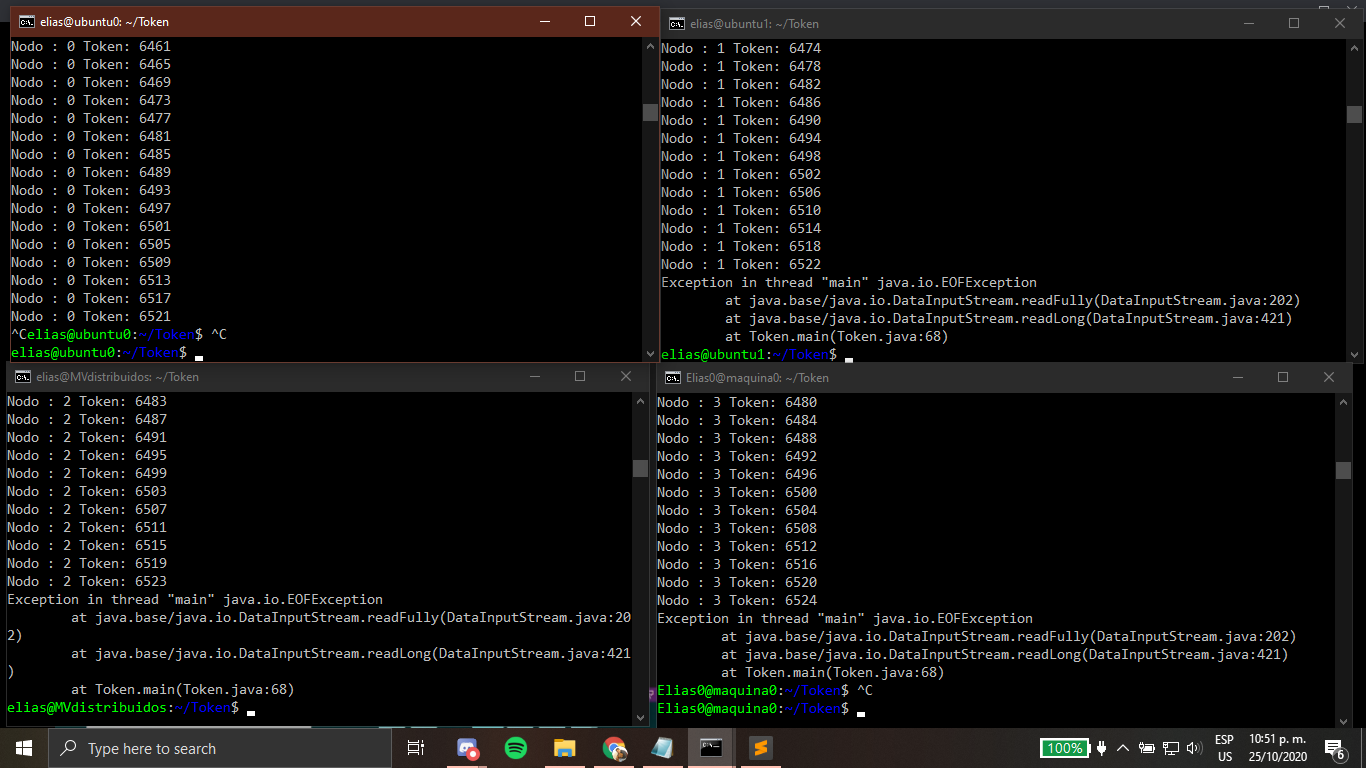 elias@ubuntu0: ~/Token
Nodo : 0 Token: 6461
Nodo : 0 Token: 6465
Nodo : 0 Token: 6469
Nodo : 0 Token: 6473
Nodo : 0 Token: 6477
Nodo : 0 Token: 6481
Nodo : 0 Token: 6485
Nodo : 0 Token: 6489
Nodo : 0 Token: 6493
Nodo : 0 Token: 6497
Nodo : 0 Token: 6501
Nodo : 0 Token: 6505
Nodo : 0 Token: 6509
Nodo : 0 Token: 6513
Nodo : 0 Token: 6517
Nodo : 0 Token: 6521
^Celias@ubuntu0:~/Token$ ^C
elias@ubuntu0:~/Token$
elias@ubuntu1: ~/Token
Nodo : 1 Token: 6474
Nodo : 1 Token: 6478
Nodo : 1 Token: 6482
Nodo : 1 Token: 6486
Nodo : 1 Token: 6490
Nodo : 1 Token: 6494
Nodo : 1 Token: 6498
Nodo : 1 Token: 6502
Nodo : 1 Token: 6506
Nodo : 1 Token: 6510
Nodo : 1 Token: 6514
Nodo : 1 Token: 6518
Nodo : 1 Token: 6522
Exception in thread "main" java.io.EOFException
at java.base/java.io.DataInputStream.readFully(DataInputStream.java:202)
at java.base/java.io.DataInputStream.readLong(DataInputStream.java:421)
at Token.main(Token.java:68)
elias@ubuntu1:~/Token$
elias@MVdistribuidos: ~/Token
Nodo : 2 Token: 6483
Nodo : 2 Token: 6487
Nodo : 2 Token: 6491
Nodo : 2 Token: 6495
Nodo : 2 Token: 6499
Nodo : 2 Token: 6503
Nodo : 2 Token: 6507
Nodo : 2 Token: 6511
Nodo : 2 Token: 6515
Nodo : 2 Token: 6519
Nodo : 2 Token: 6523
Exception in thread "main" java.io.EOFException
at java.base/java.io.DataInputStream.readFully(DataInputStream.java:20
2)
at java.base/java.io.DataInputStream.readLong(DataInputStream.java:421
)
at Token.main(Token.java:68)
elias@MVdistribuidos:~/Token$
Elias0@maquina0: ~/Token
Nodo : 3 Token: 6480
Nodo : 3 Token: 6484
Nodo : 3 Token: 6488
Nodo : 3 Token: 6492
Nodo : 3 Token: 6496
Nodo : 3 Token: 6500
Nodo : 3 Token: 6504
Nodo : 3 Token: 6508
Nodo : 3 Token: 6512
Nodo : 3 Token: 6516
Nodo : 3 Token: 6520
Nodo : 3 Token: 6524
Exception in thread "main" java.io.EOFException
at java.base/java.io.DataInputStream.readFully(DataInputStream.java:202)
at java.base/java.io.DataInputStream.readLong(DataInputStream.java:421)
at Token.main(Token.java:68)
Elias0@maquina0:~/Token$ ^C
Elias0@maquina0:~/Token$
Type here to search
100%
ESP
US
10:51 p. m.
25/10/2020
6